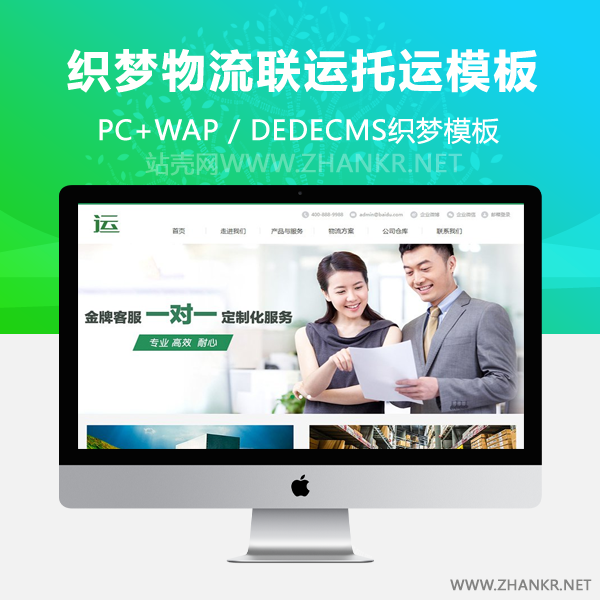 织梦物流联运托运模板
PC+WAP / DEDECMS织梦模板
站壳网WWW.ZHANKR.NET
400-888-9988 admin@baidu.com 企业微博 企业微信 邮箱登录
运
首页 走进我们 产品与服务 物流方案 公司仓库 联系我们
金牌客服 一对一 定制化服务
专业 高效 耐心
WWW.ZHANKR.NET